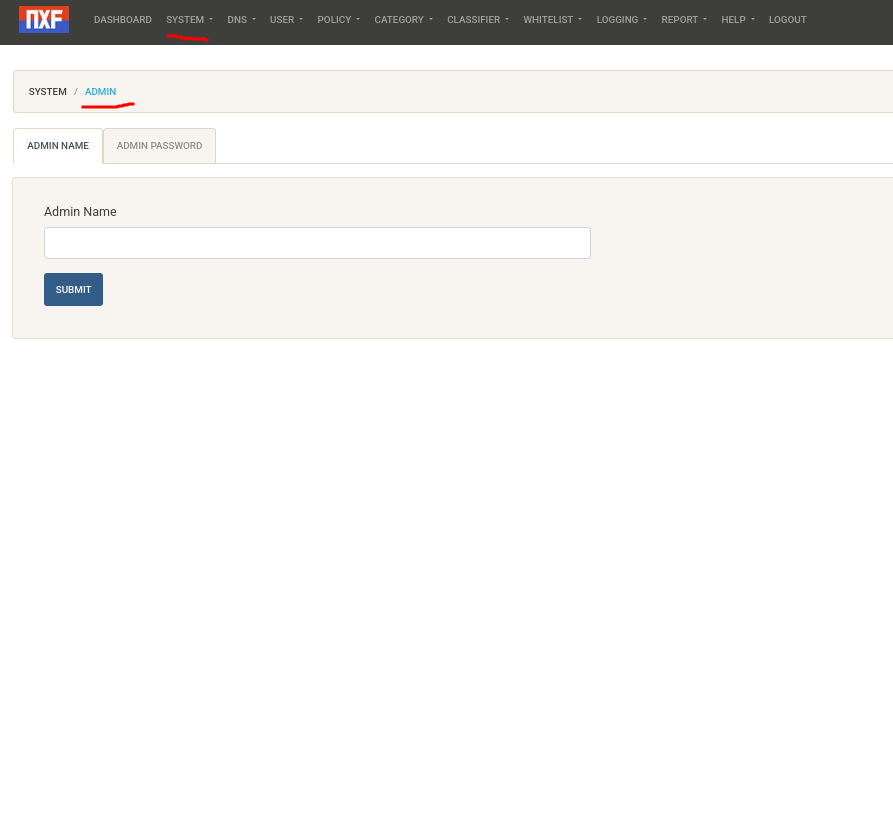 NXF DASHBOARD SYSTEM DNS USER POLICY CATEGORY CLASSIFIER WHITELIST LOGGING REPORT HELP LOGOUT
SYSTEM / ADMIN
ADMIN NAME ADMIN PASSWORD
Admin Name
SUBMIT